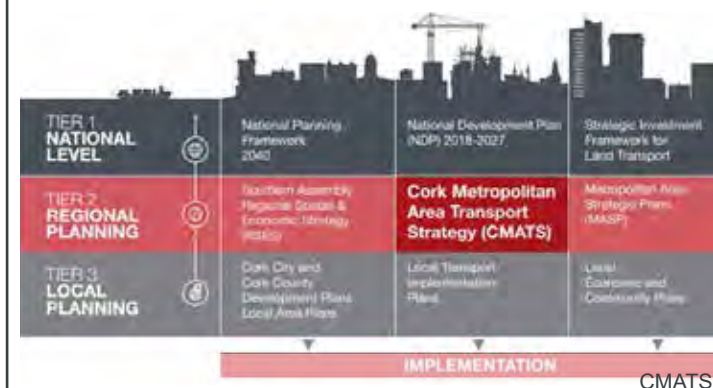 TIER 1
NATIONAL
LEVEL
National Planning
Framework
2040
National Development Plan
(NDP) 2018-2027
Strategic Investment
Framework for
Land Transport
TIER 2
REGIONAL
PLANNING
Southern Assembly
Regional Spatial &
Economic Strategy
(RSES)
Cork Metropolitan
Area Transport
Strategy (CMATS)
Metropolitan Area
Strategic Plans
(MASP)
TIER 3
LOCAL
PLANNING
Cork City and
Cork County
Development Plans
Local Area Plans
Local Transport
Implementation
Plans
Local
Economic and
Community Plans
IMPLEMENTATION
CMATS